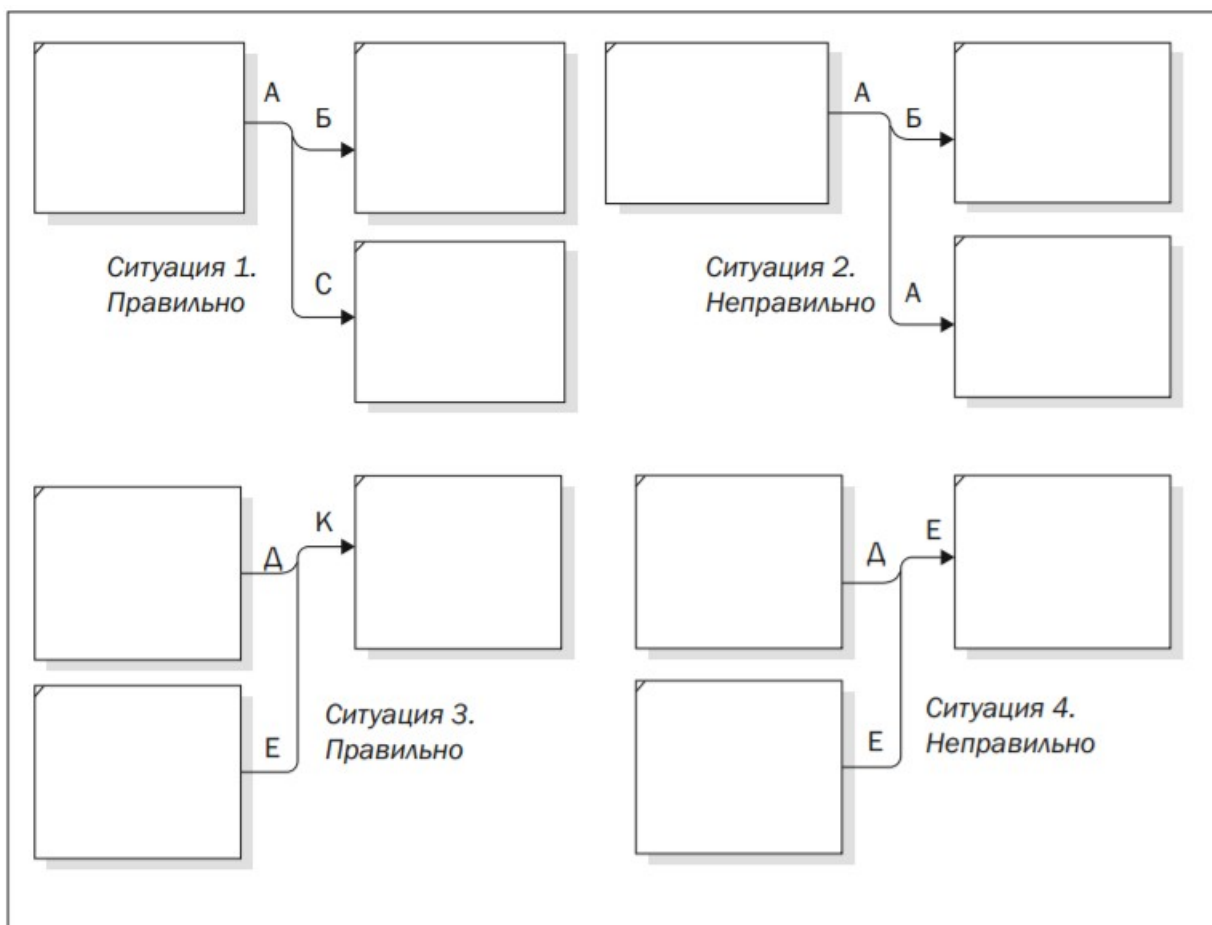 А
Б
Ситуация 1.
Правильно
С
А
Б
Ситуация 2.
Неправильно
А
Д
К
Ситуация 3.
Правильно
Е
Д
Е
Ситуация 4.
Неправильно
Е